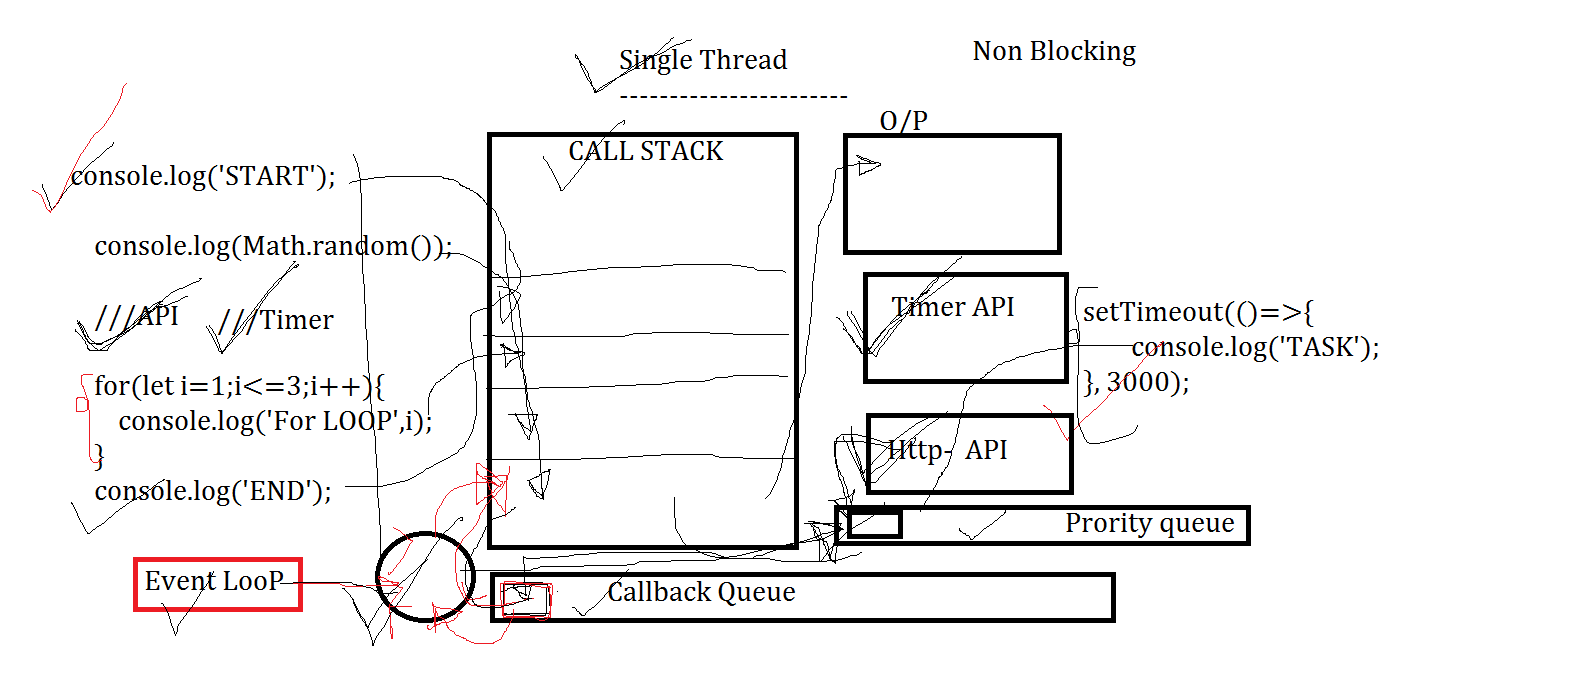 Single Thread
Non Blocking
-----------------------
O/P
CALL STACK
console.log('START');
console.log(Math.random());
///API
///Timer
for(let i=1;i<=3;i++){
console.log('For LOOP',i);
}
console.log('END');
Timer API
setTimeout(()=>{
console.log('TASK');
}, 3000);
Http- API
Prority queue
Event LooP
Callback Queue